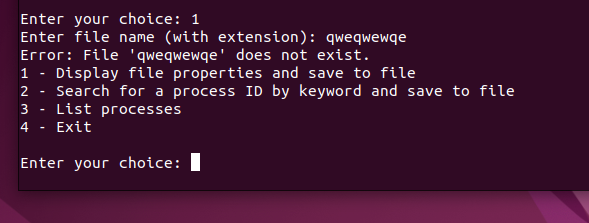 Enter your choice: 1
Enter file name (with extension): qweqwewqe
Error: File 'qweqwewqe' does not exist.
1 - Display file properties and save to file
2 - Search for a process ID by keyword and save to file
3 - List processes
4 - Exit
Enter your choice: